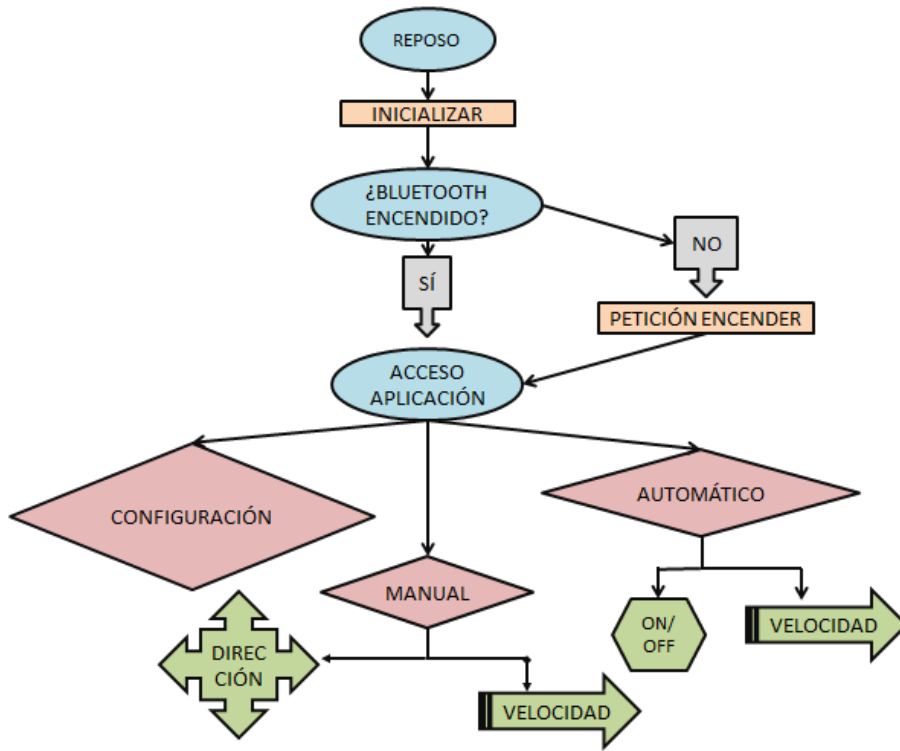 REPOSO
INICIALIZAR
¿BLUETOOTH
ENCENDIDO?
NO
SÍ
PETICIÓN ENCENDER
ACCESO
APLICACIÓN
CONFIGURACIÓN
AUTOMÁTICO
MANUAL
ON/
OFF
VELOCIDAD
DIREC
CIÓN
VELOCIDAD